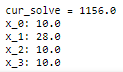 cur_solve = 1156.0
x_0: 10.0
x_1: 28.0
x_2: 10.0
x_3: 10.0